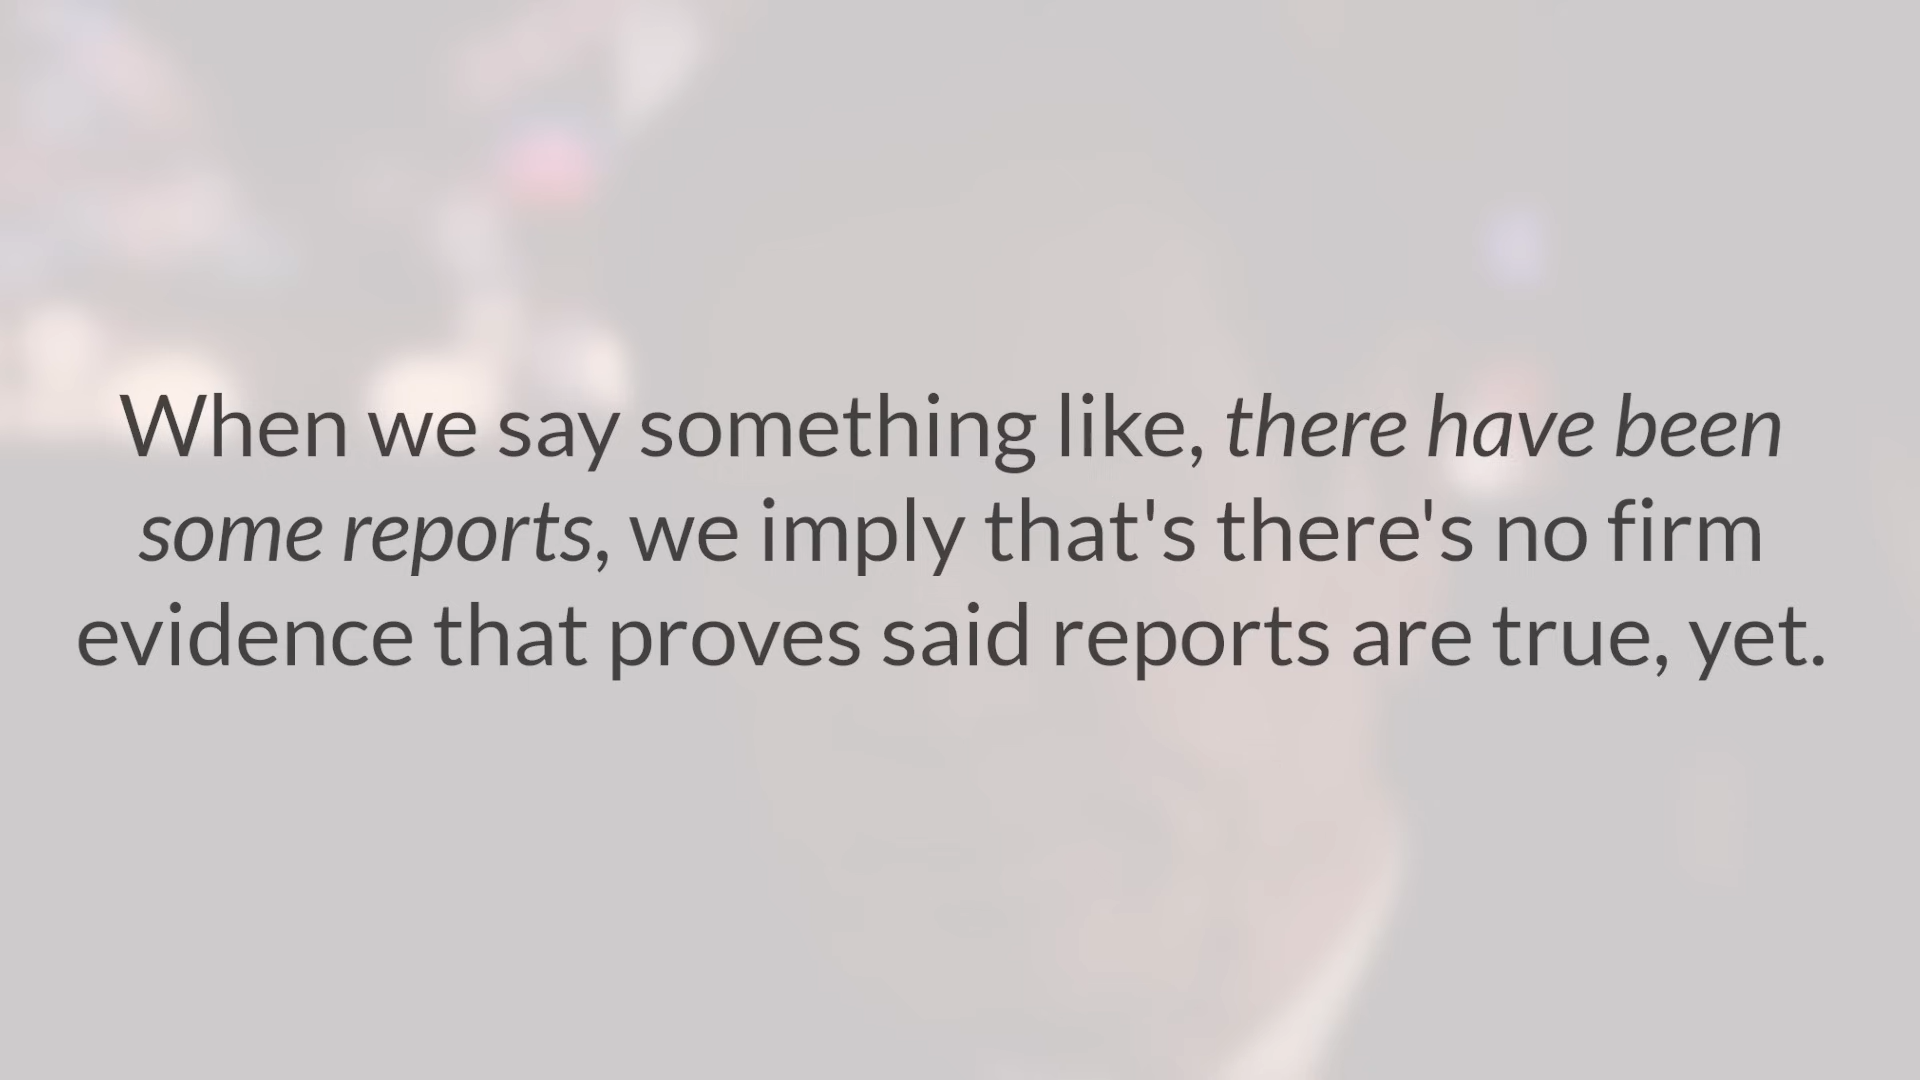 When we say something like, there have been
some reports, we imply that's there's no firm
evidence that proves said reports are true, yet.